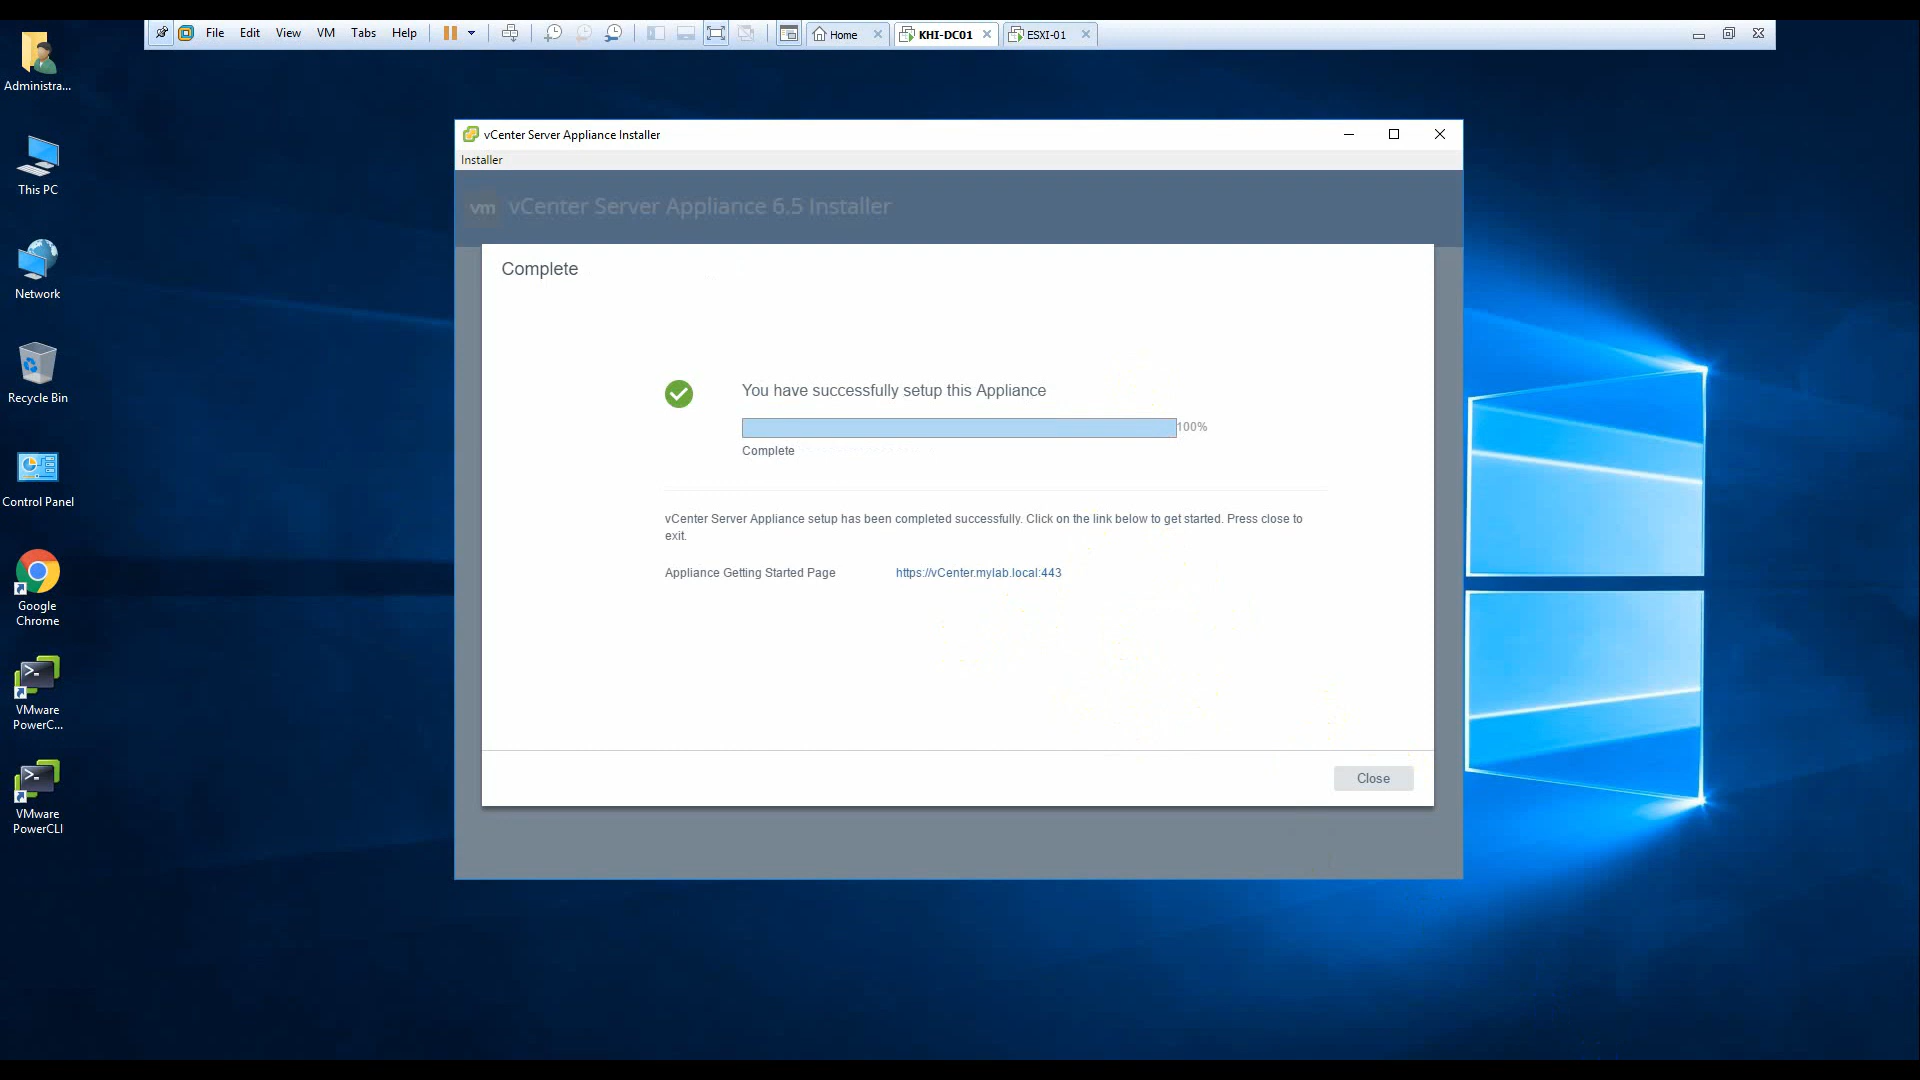 File Edit View VM Tabs Help Home KHI-DC01 ESXI-01
Administra...
This PC
Network
Recycle Bin
Control Panel
Google
Chrome
VMware
PowerC...
VMware
PowerCLI
vCenter Server Appliance Installer
Installer
vm vCenter Server Appliance 6.5 Installer
Complete
You have successfully setup this Appliance
100%
Complete
vCenter Server Appliance setup has been completed successfully. Click on the link below to get started. Press close to
exit.
Appliance Getting Started Page https://vCenter.mylab.local:443
Close